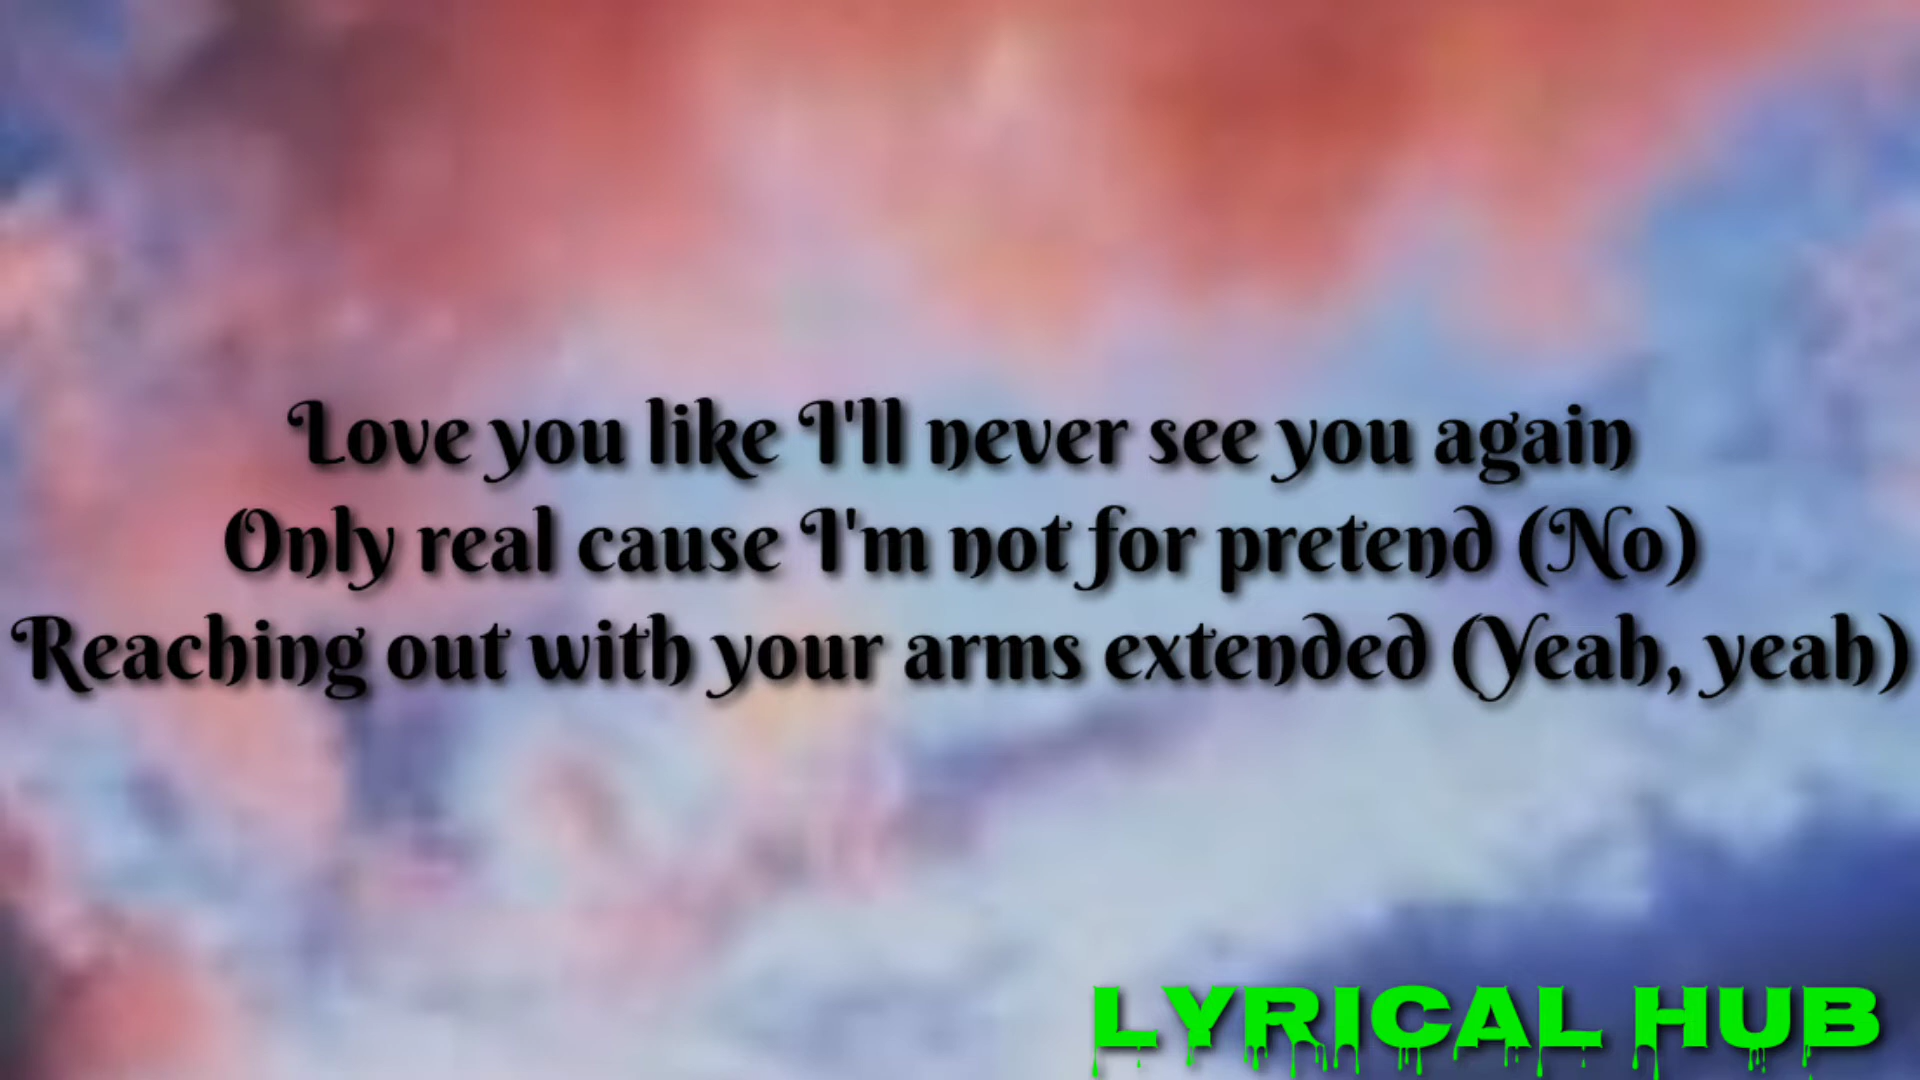 Love you like I'll never see you again
Only real cause I'm not for pretend (No)
Reaching out with your arms extended (Yeah, yeah)
LYRICAL HUB